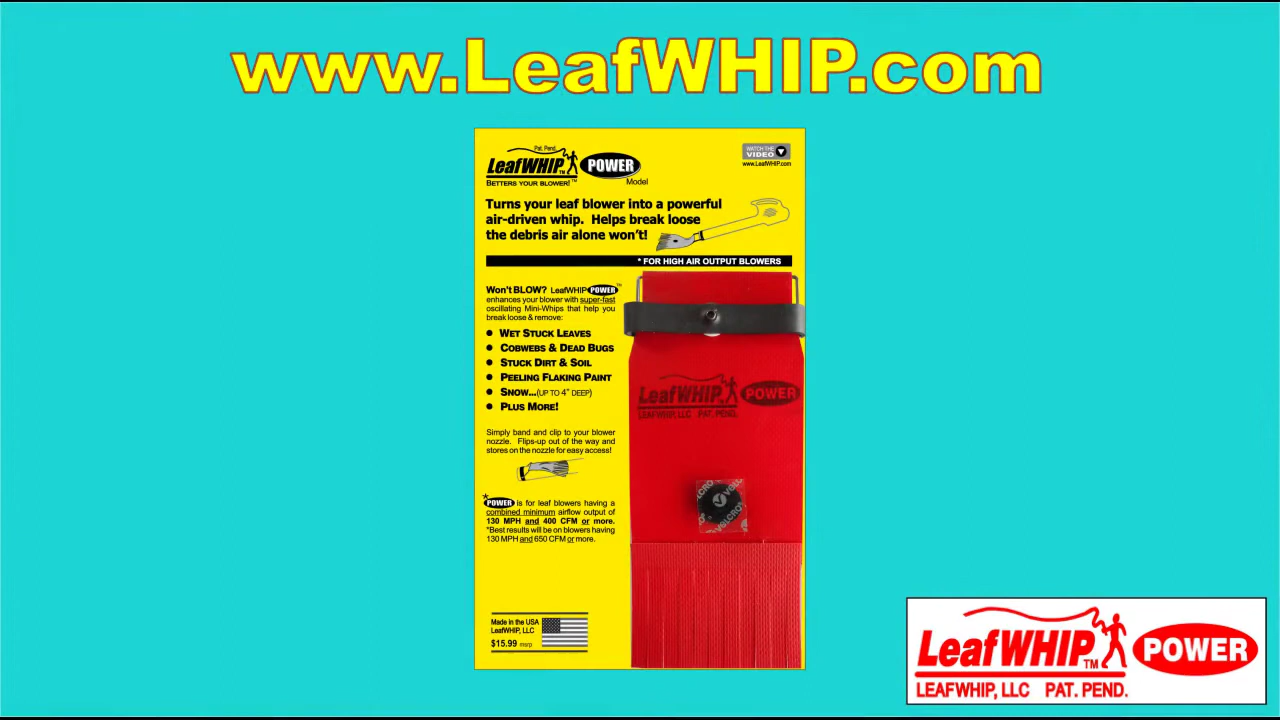 www.LeafWHIP.com
Pat. Pend.
LeafWHIP TM POWER
BETTERS YOUR BLOWER! TM
Model
WATCH THE
VIDEO
www.LeafWHIP.com
Turns your leaf blower into a powerful
air-driven whip. Helps break loose
the debris air alone won't!
* FOR HIGH AIR OUTPUT BLOWERS
Won't BLOW? LeafWHIP POWER TM
enhances your blower with super-fast
oscillating Mini-Whips that help you
break loose & remove:
● WET STUCK LEAVES
● COBWEBS & DEAD BUGS
● STUCK DIRT & SOIL
● PEELING FLAKING PAINT
● SNOW...(UP TO 4" DEEP)
● PLUS MORE!
Simply band and clip to your blower
nozzle. Flips-up out of the way and
stores on the nozzle for easy access!
* POWER is for leaf blowers having a
combined minimum airflow output of
130 MPH and 400 CFM or more.
*Best results will be on blowers having
130 MPH and 650 CFM or more.
Made in the USA
LeafWHIP, LLC
$15.99 msrp
LeafWHIP TM POWER
LEAFWHIP, LLC PAT. PEND.
VELCRO
LeafWHIP TM POWER
LEAFWHIP, LLC PAT. PEND.